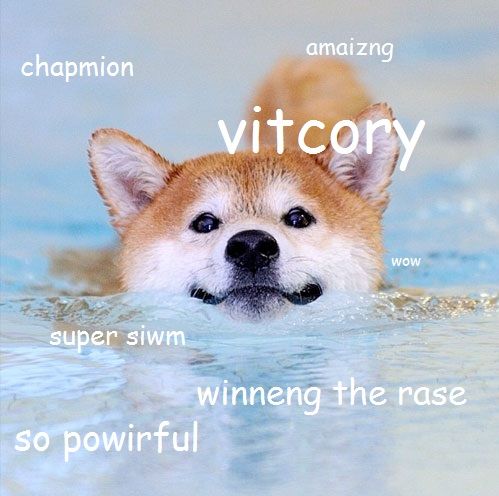 amaizng
chapmion
vitcory
wow
super siwm
winneng the rase
so powirful